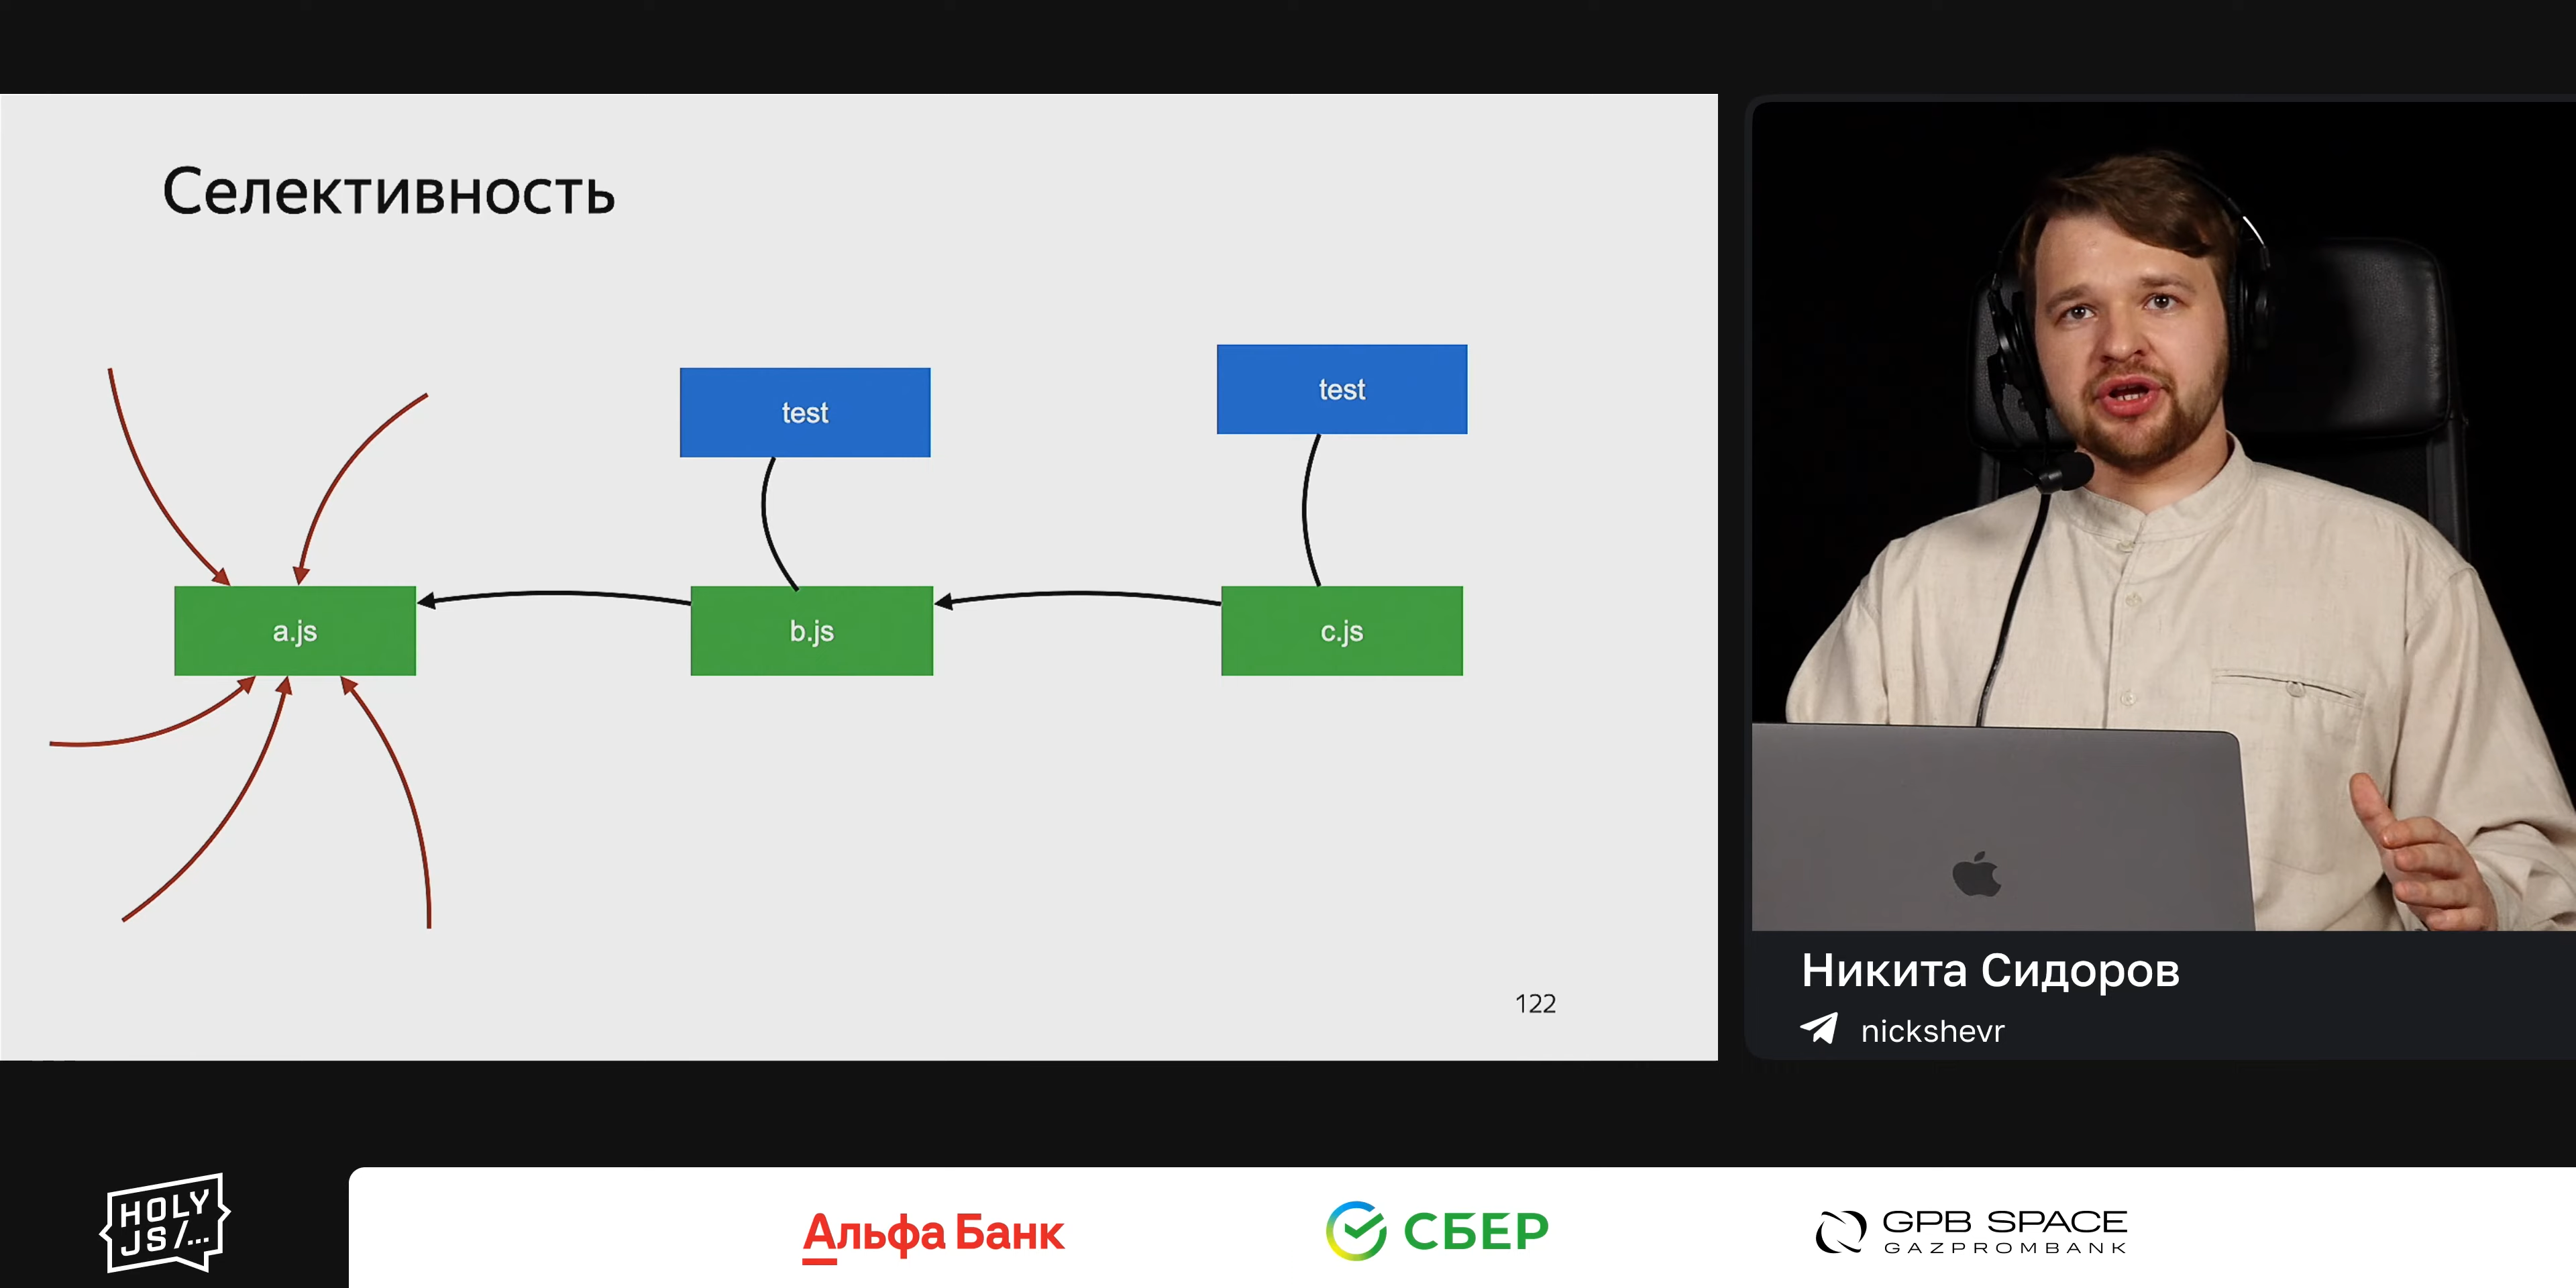 Селективность
test
test
a.js
b.js
c.js
122
Никита Сидоров
nickshevr
HOLY
JS/...
Альфа Банк
СБЕР
GPB SPACE
GAZPROMBANK